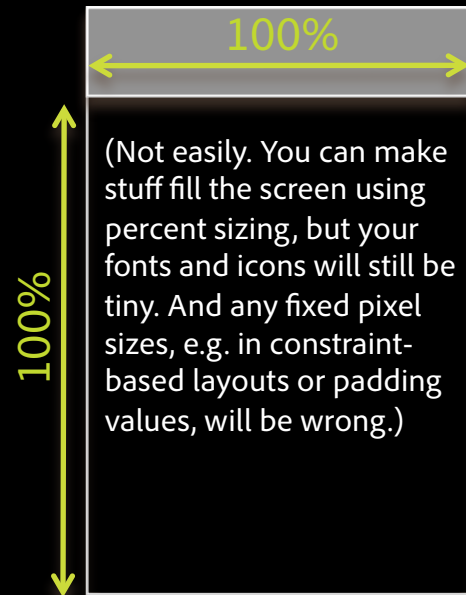 100%
100%
(Not easily. You can make
stuff fill the screen using
percent sizing, but your
fonts and icons will still be
tiny. And any fixed pixel
sizes, e.g. in constraint-
based layouts or padding
values, will be wrong.)